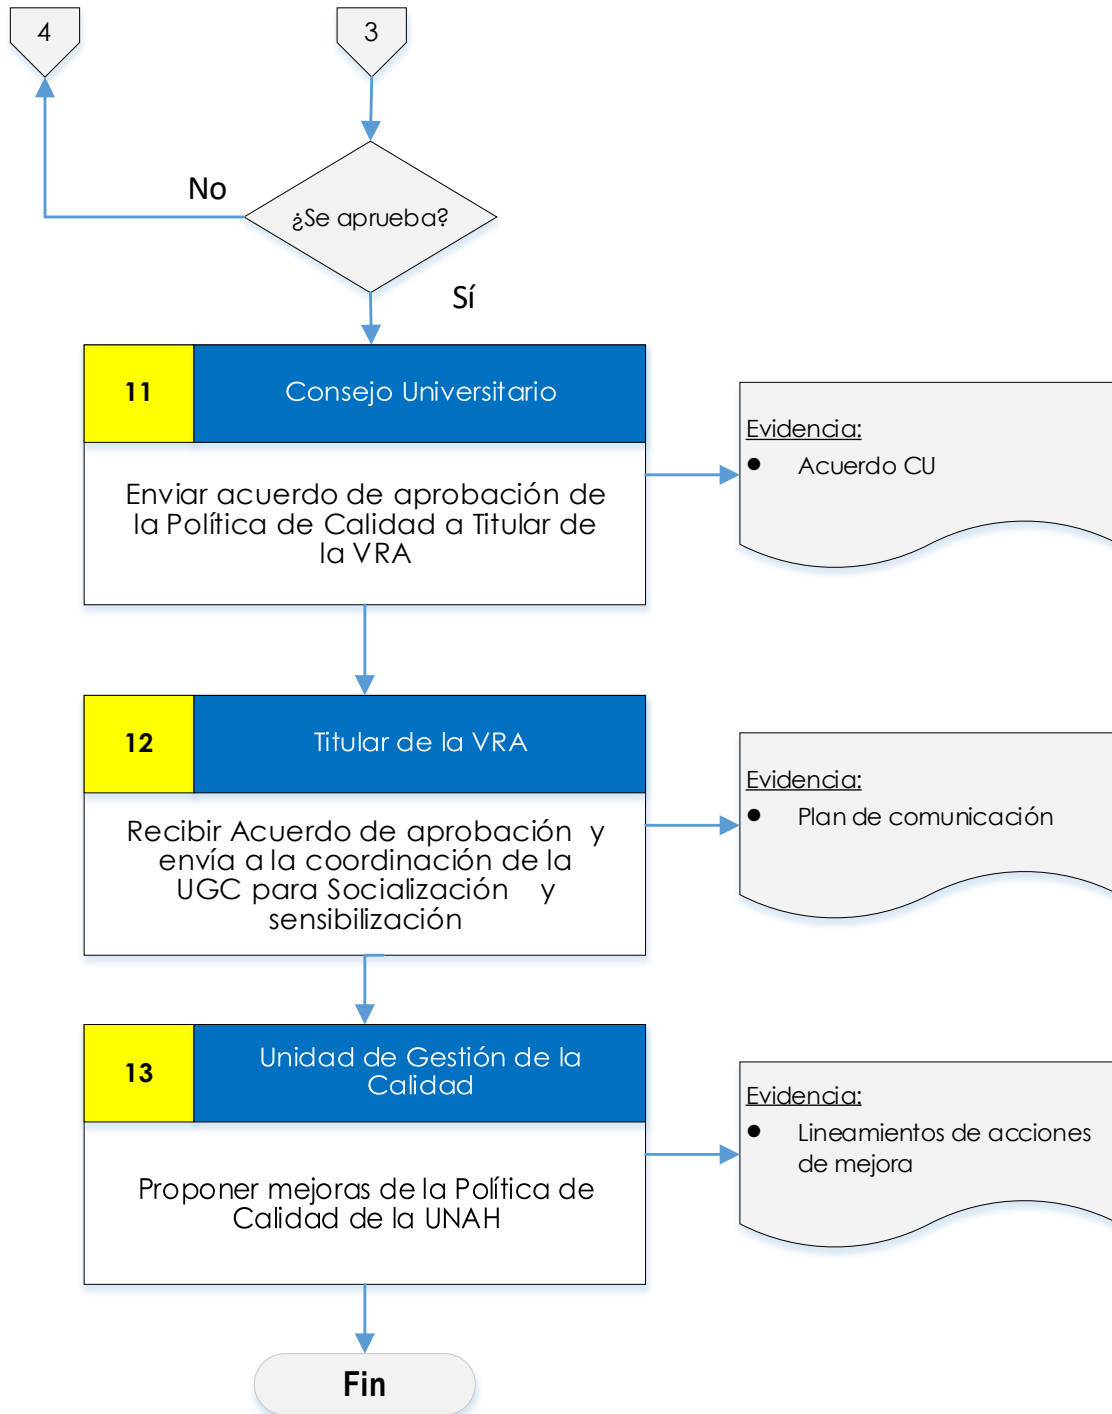 4
3
No
¿Se aprueba?
Sí
11
Consejo Universitario
Enviar acuerdo de aprobación de
la Política de Calidad a Titular de
la VRA
Evidencia:
● Acuerdo CU
12
Titular de la VRA
Recibir Acuerdo de aprobación y
envía a la coordinación de la
UGC para Socialización y
sensibilización
Evidencia:
● Plan de comunicación
13
Unidad de Gestión de la
Calidad
Proponer mejoras de la Política de
Calidad de la UNAH
Evidencia:
● Lineamientos de acciones
de mejora
Fin